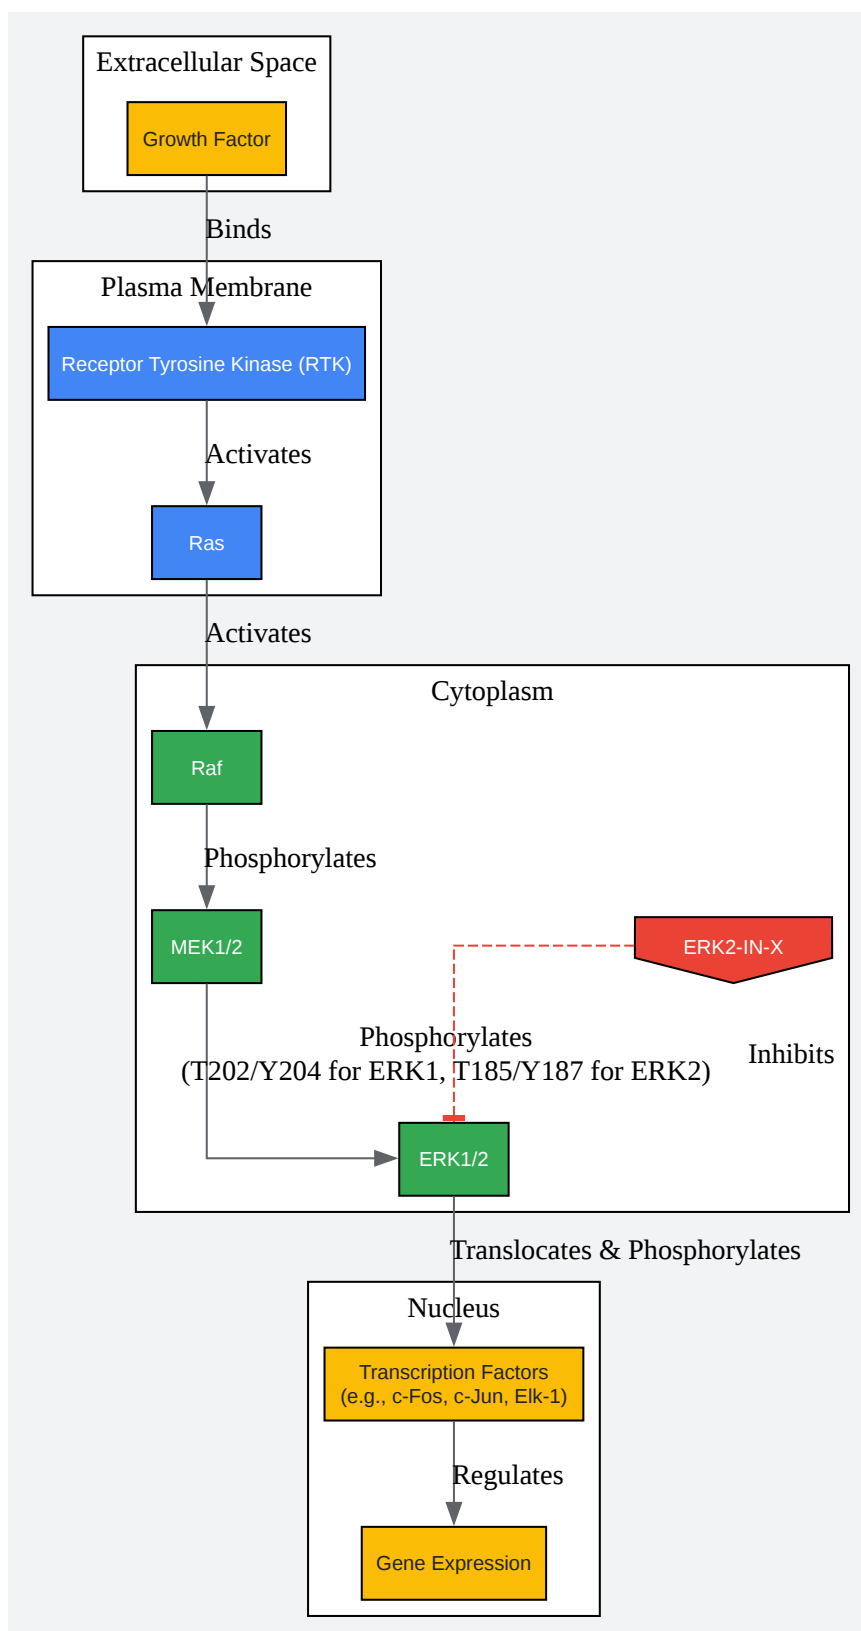 Extracellular Space
Growth Factor
Binds
Plasma Membrane
Receptor Tyrosine Kinase (RTK)
Activates
Ras
Activates
Cytoplasm
Raf
Phosphorylates
MEK1/2
ERK2-IN-X
Phosphorylates
(T202/Y204 for ERK1, T185/Y187 for ERK2)
Inhibits
ERK1/2
Translocates & Phosphorylates
Nucleus
Transcription Factors
(e.g., c-Fos, c-Jun, Elk-1)
Regulates
Gene Expression